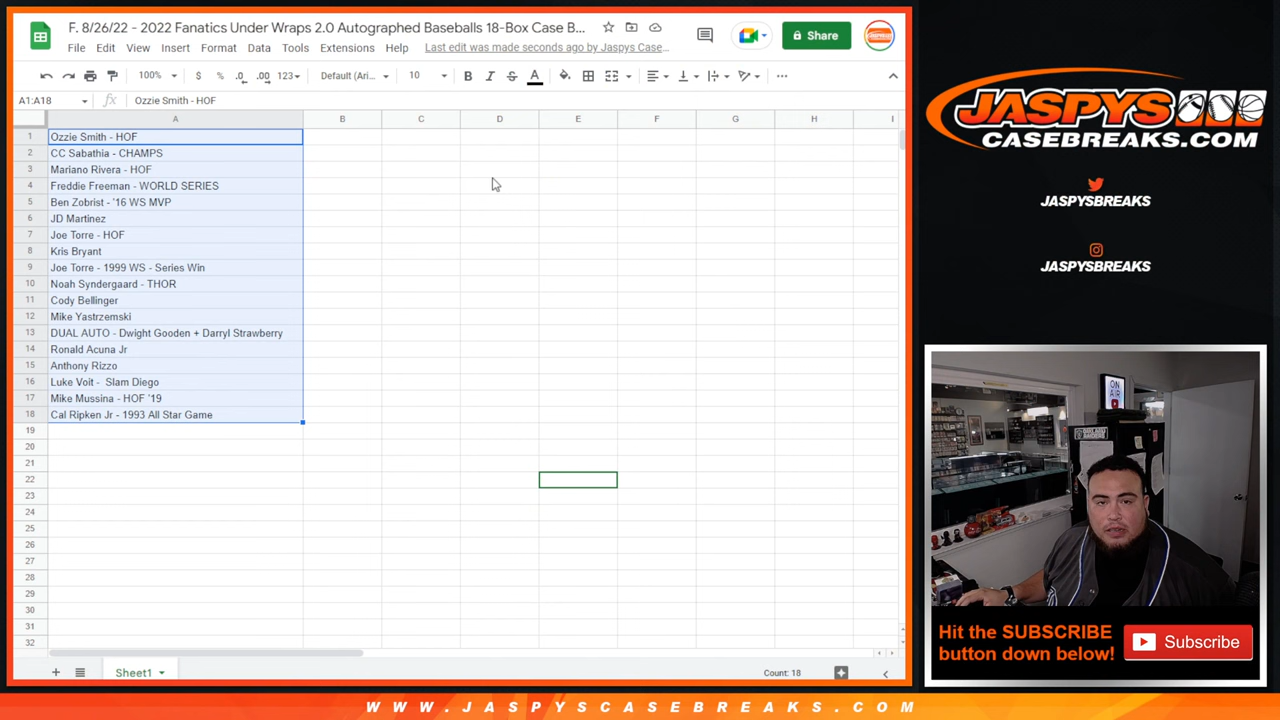 F. 8/26/22 - 2022 Fanatics Under Wraps 2.0 Autographed Baseballs 18-Box Case B...
Share
File Edit View Insert Format Data Tools Extensions Help Last edit was made seconds ago by Jaspys Case...
100% $ % .0 .00 123 Default (Ari... 10 B I S A
A1:A18 fx Ozzie Smith - HOF
A B C D E F G H I
1 Ozzie Smith - HOF
2 CC Sabathia - CHAMPS
3 Mariano Rivera - HOF
4 Freddie Freeman - WORLD SERIES
5 Ben Zobrist - '16 WS MVP
6 JD Martinez
7 Joe Torre - HOF
8 Kris Bryant
9 Joe Torre - 1999 WS - Series Win
10 Noah Syndergaard - THOR
11 Cody Bellinger
12 Mike Yastrzemski
13 DUAL AUTO - Dwight Gooden + Darryl Strawberry
14 Ronald Acuna Jr
15 Anthony Rizzo
16 Luke Voit - Slam Diego
17 Mike Mussina - HOF '19
18 Cal Ripken Jr - 1993 All Star Game
19
20
21
22
23
24
25
26
27
28
29
30
31
32
Sheet1
Count: 18
JASPYS
CASEBREAKS.COM
JASPYSBREAKS
JASPYSBREAKS
ON
AIR
Hit the SUBSCRIBE
button down below!
Subscribe
WWW.JASPYSCASEBREAKS.COM